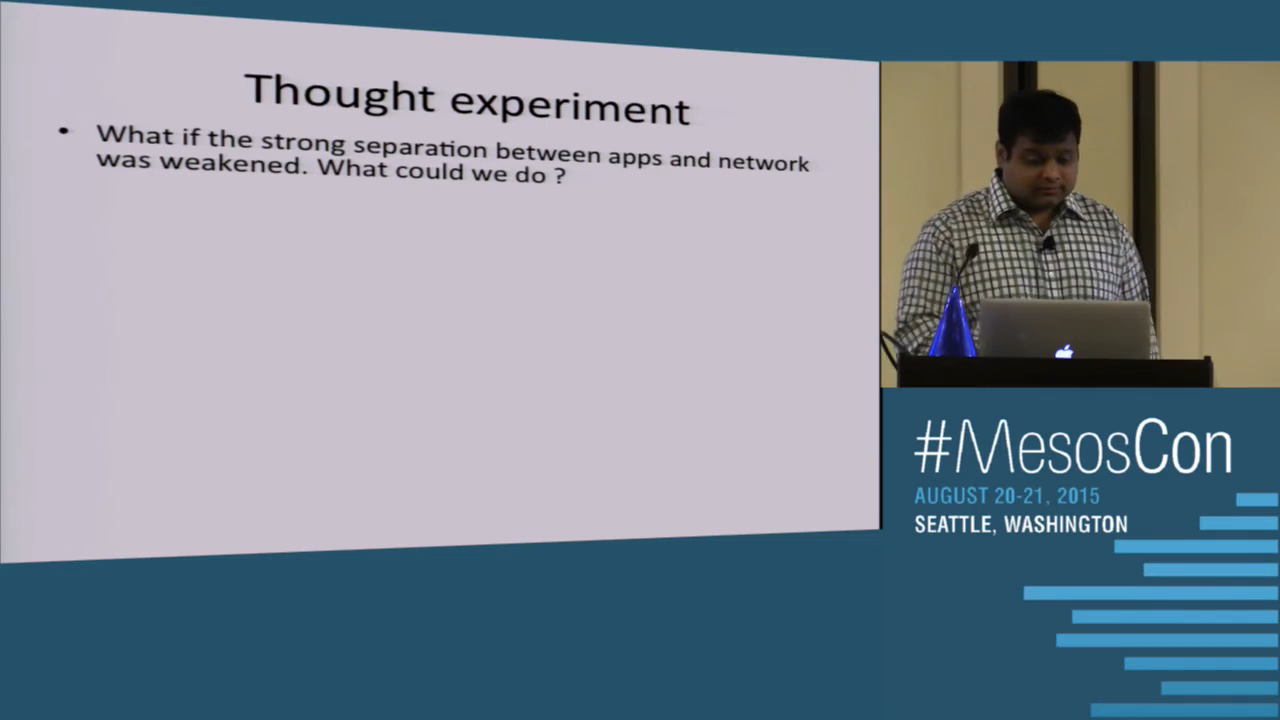 Thought experiment
• What if the strong separation between apps and network
was weakened. What could we do ?
#MesosCon
AUGUST 20-21, 2015
SEATTLE, WASHINGTON